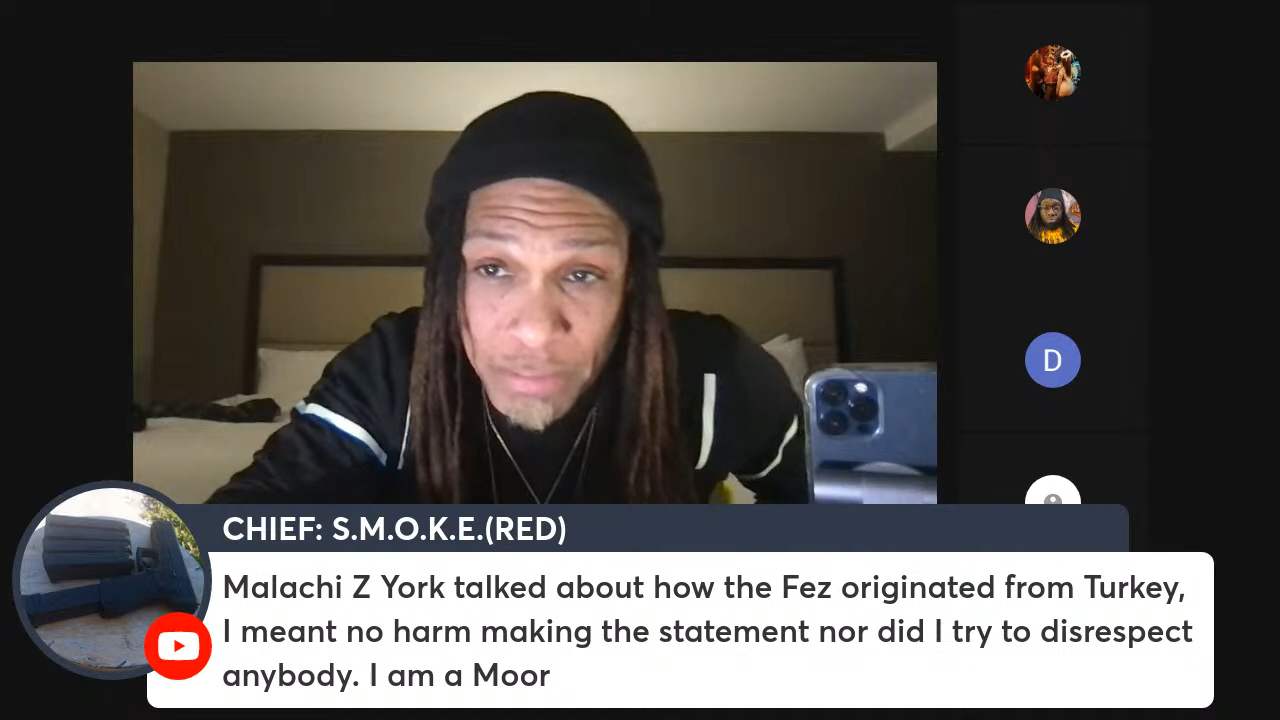 D
CHIEF: S.M.O.K.E.(RED)
Malachi Z York talked about how the Fez originated from Turkey,
I meant no harm making the statement nor did I try to disrespect
anybody. I am a Moor